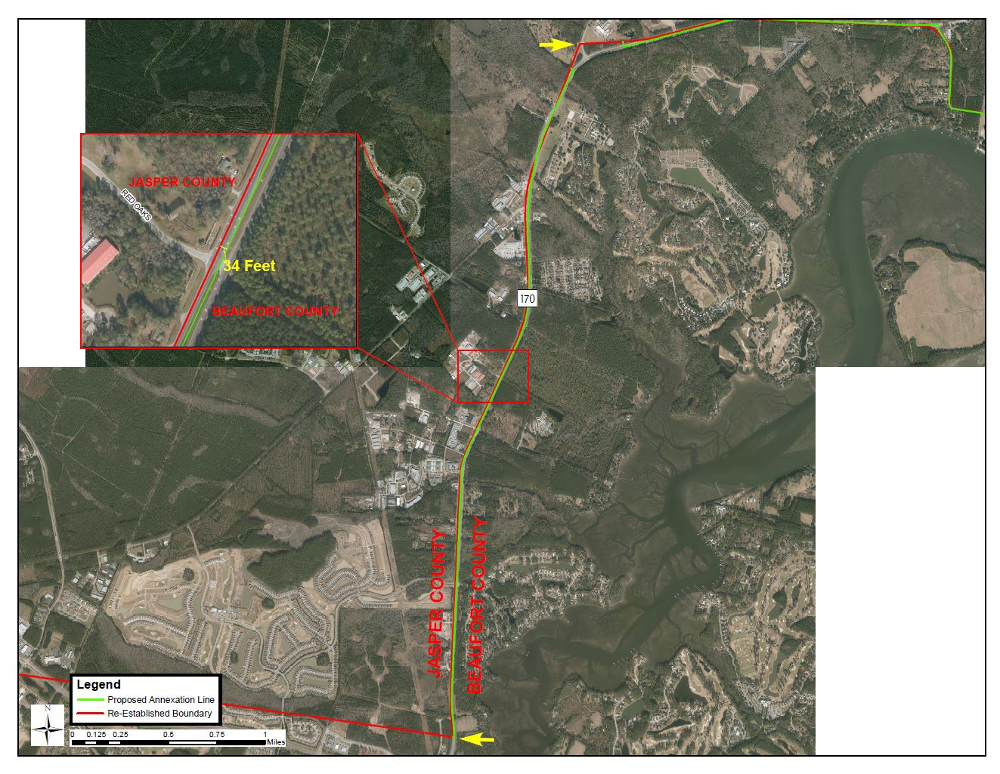 JASPER COUNTY
RED OAKS
34 Feet
BEAUFORT COUNTY
170
JASPER COUNTY
BEAUFORT COUNTY
Legend
Proposed Annexation Line
Re-Established Boundary
N
0 0.125 0.25 0.5 0.75 1
Miles